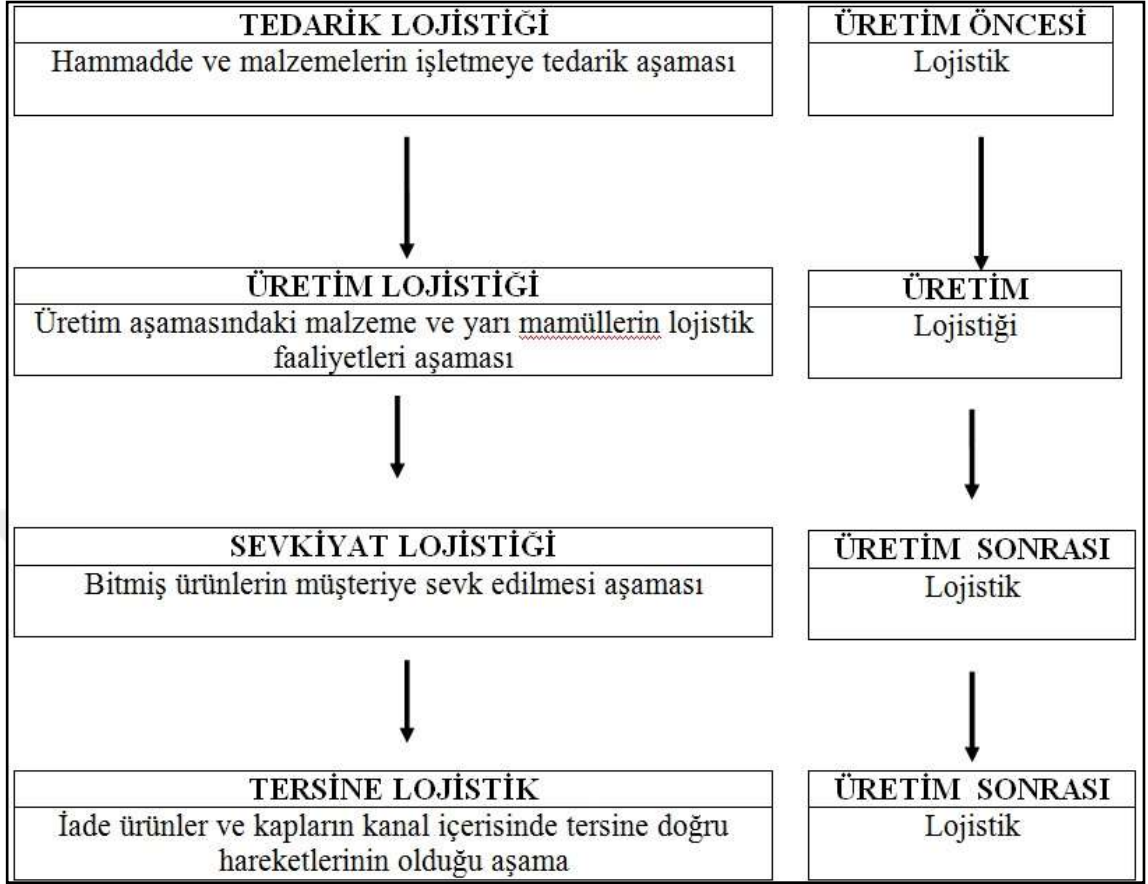 TEDARİK LOJİSTİĞİ
Hammadde ve malzemelerin işletmeye tedarik aşaması
ÜRETİM ÖNCESİ
Lojistik
ÜRETİM LOJİSTİĞİ
Üretim aşamasındaki malzeme ve yarı mamüllerin lojistik
faaliyetleri aşaması
ÜRETİM
Lojistiği
SEVKİYAT LOJİSTİĞİ
Bitmiş ürünlerin müşteriye sevk edilmesi aşaması
ÜRETİM SONRASI
Lojistik
TERSİNE LOJİSTİK
İade ürünler ve kapların kanal içerisinde tersine doğru
hareketlerinin olduğu aşama
ÜRETİM SONRASI
Lojistik